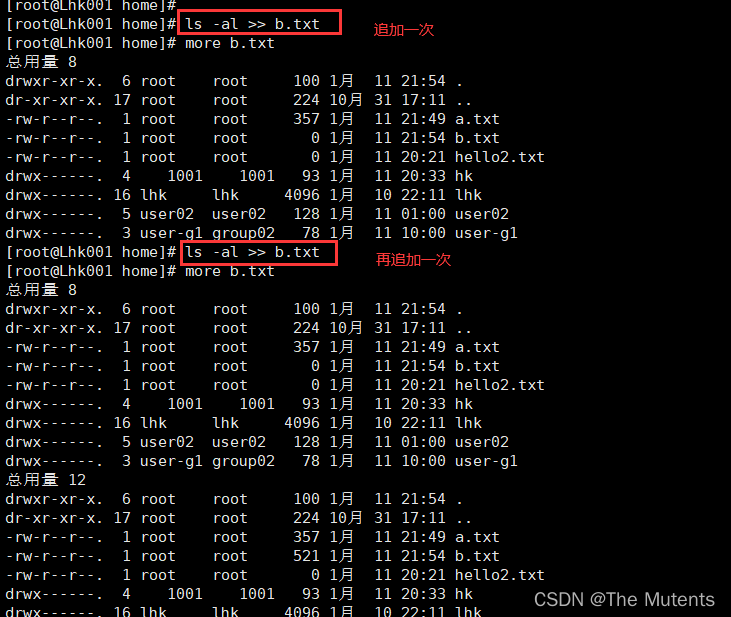 [root@Lhk001 home]#
[root@Lhk001 home]# ls -al >> b.txt 追加一次
[root@Lhk001 home]# more b.txt
总用量 8
drwxr-xr-x. 6 root root 100 1月 11 21:54 .
dr-xr-xr-x. 17 root root 224 10月 31 17:11 ..
-rw-r--r--. 1 root root 357 1月 11 21:49 a.txt
-rw-r--r--. 1 root root 0 1月 11 21:54 b.txt
-rw-r--r--. 1 root root 0 1月 11 20:21 hello2.txt
drwx------. 4 1001 1001 93 1月 11 20:33 hk
drwx------. 16 lhk lhk 4096 1月 10 22:11 lhk
drwx------. 5 user02 user02 128 1月 11 01:00 user02
drwx------. 3 user-g1 group02 78 1月 11 10:00 user-g1
[root@Lhk001 home]# ls -al >> b.txt 再追加一次
[root@Lhk001 home]# more b.txt
总用量 8
drwxr-xr-x. 6 root root 100 1月 11 21:54 .
dr-xr-xr-x. 17 root root 224 10月 31 17:11 ..
-rw-r--r--. 1 root root 357 1月 11 21:49 a.txt
-rw-r--r--. 1 root root 0 1月 11 21:54 b.txt
-rw-r--r--. 1 root root 0 1月 11 20:21 hello2.txt
drwx------. 4 1001 1001 93 1月 11 20:33 hk
drwx------. 16 lhk lhk 4096 1月 10 22:11 lhk
drwx------. 5 user02 user02 128 1月 11 01:00 user02
drwx------. 3 user-g1 group02 78 1月 11 10:00 user-g1
总用量 12
drwxr-xr-x. 6 root root 100 1月 11 21:54 .
dr-xr-xr-x. 17 root root 224 10月 31 17:11 ..
-rw-r--r--. 1 root root 357 1月 11 21:49 a.txt
-rw-r--r--. 1 root root 521 1月 11 21:54 b.txt
-rw-r--r--. 1 root root 0 1月 11 20:21 hello2.txt
drwx------. 4 1001 1001 93 1月 11 20:33 hk
drwx------. 16 lhk lhk 4096 1月 10 22:11 lhk
CSDN @The Mutents